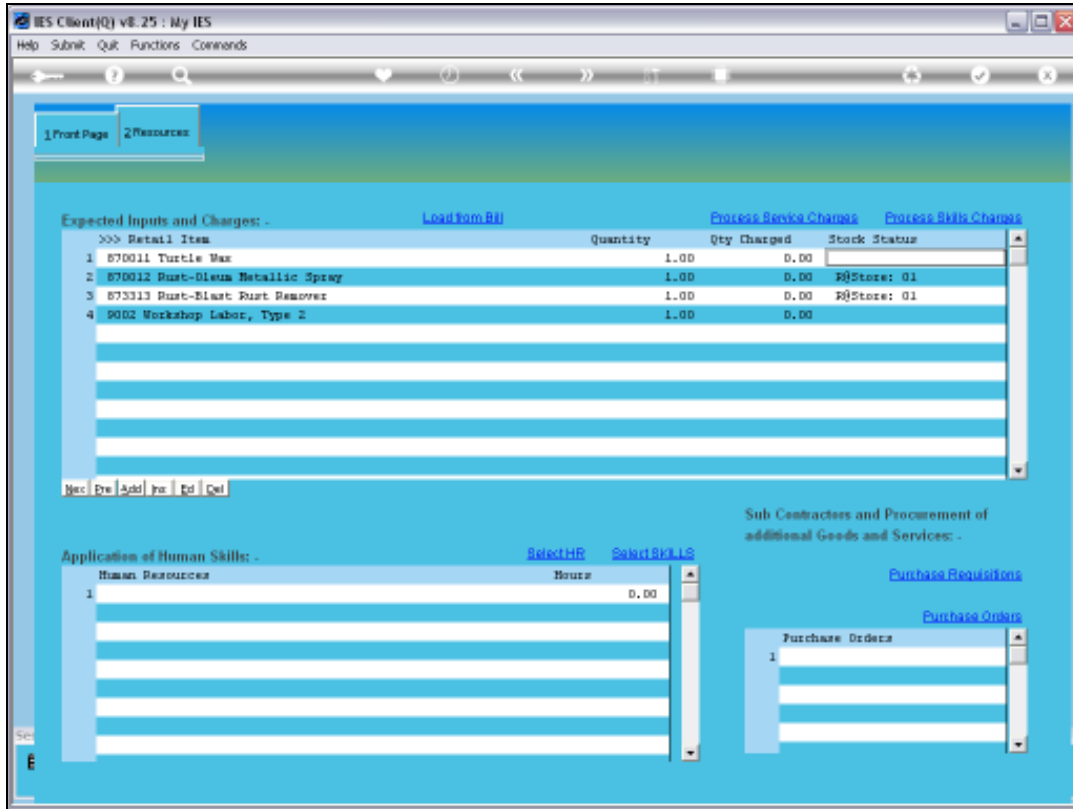 IES Client(Q) v8.25 : My IES
Help Submit Quit Functions Commands
1 Front Page 2 Resources
Expected Inputs and Charges: - Load from Bill Process Service Charges Process Skills Charges
>>> Retail Item Quantity Qty Charged Stock Status
1 870011 Turtle Wax 1.00 0.00
2 870012 Rust-Oleum Metallic Spray 1.00 0.00 R@Store: 01
3 873313 Rust-Blast Rust Remover 1.00 0.00 R@Store: 01
4 9002 Workshop Labor, Type 2 1.00 0.00
Nex Pre Add Ins Ed Del
Sub Contractors and Procurement of
additional Goods and Services: -
Application of Human Skills: - Select HR Select SKILLS
Human Resources Hours
1 0.00
Purchase Requisitions
Purchase Orders
Purchase Orders
1